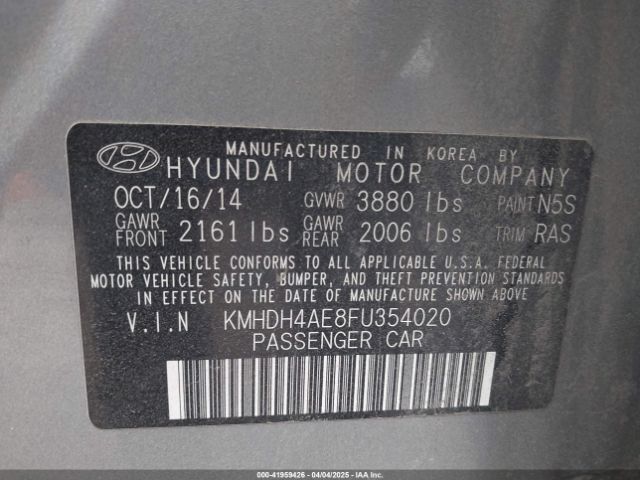 MANUFACTURED IN KOREA BY
HYUNDAI MOTOR COMPANY
OCT/16/14 GVWR 3880 lbs PAINT N5S
GAWR FRONT 2161 lbs GAWR REAR 2006 lbs TRIM RAS
THIS VEHICLE CONFORMS TO ALL APPLICABLE U.S.A. FEDERAL
MOTOR VEHICLE SAFETY, BUMPER, AND THEFT PREVENTION STANDARDS
IN EFFECT ON THE DATE OF MANUFACTURE SHOWN ABOVE.
V.I.N KMHDH4AE8FU354020
PASSENGER CAR
000-41959426 - 04/04/2025 - IAAI.COM